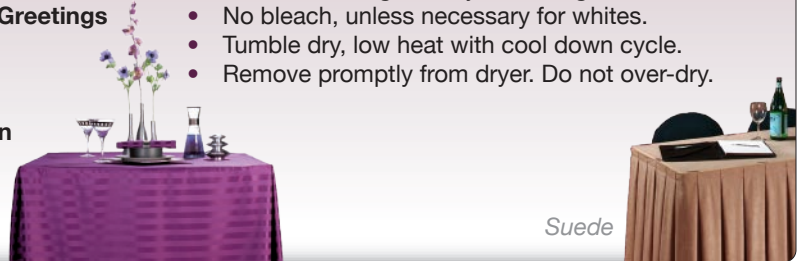 Greetings
• No bleach, unless necessary for whites.
• Tumble dry, low heat with cool down cycle.
• Remove promptly from dryer. Do not over-dry.
Suede